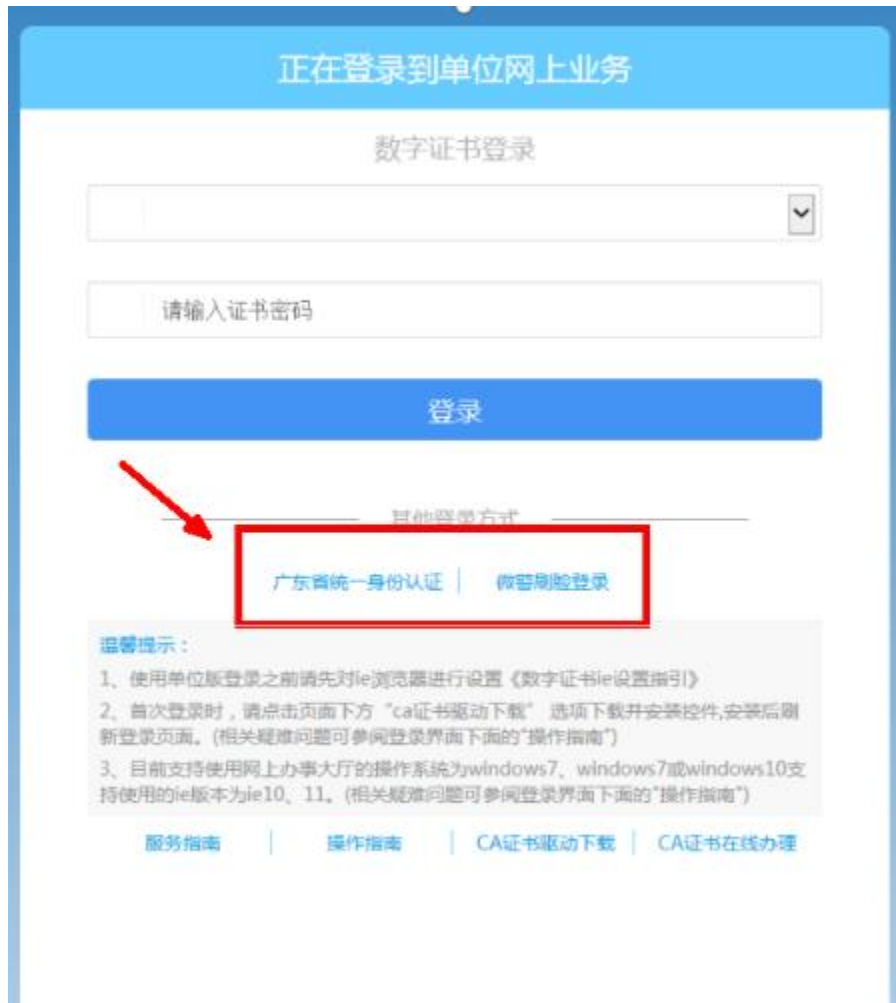 正在登录到单位网上业务
数字证书登录
请输入证书密码
登录
其他登录方式
广东省统一身份认证
微警刷脸登录
温馨提示：
1、使用单位版登录之前请先对ie浏览器进行设置《数字证书ie设置指引》
2、首次登录时，请点击页面下方“ca证书驱动下载” 选项下载并安装控件,安装后刷
新登录页面。(相关疑难问题可参阅登录界面下面的"操作指南")
3、目前支持使用网上办事大厅的操作系统为windows7、windows7或windows10支
持使用的ie版本为ie10、11。(相关疑难问题可参阅登录界面下面的"操作指南")
服务指南
操作指南
CA证书驱动下载
CA证书在线办理